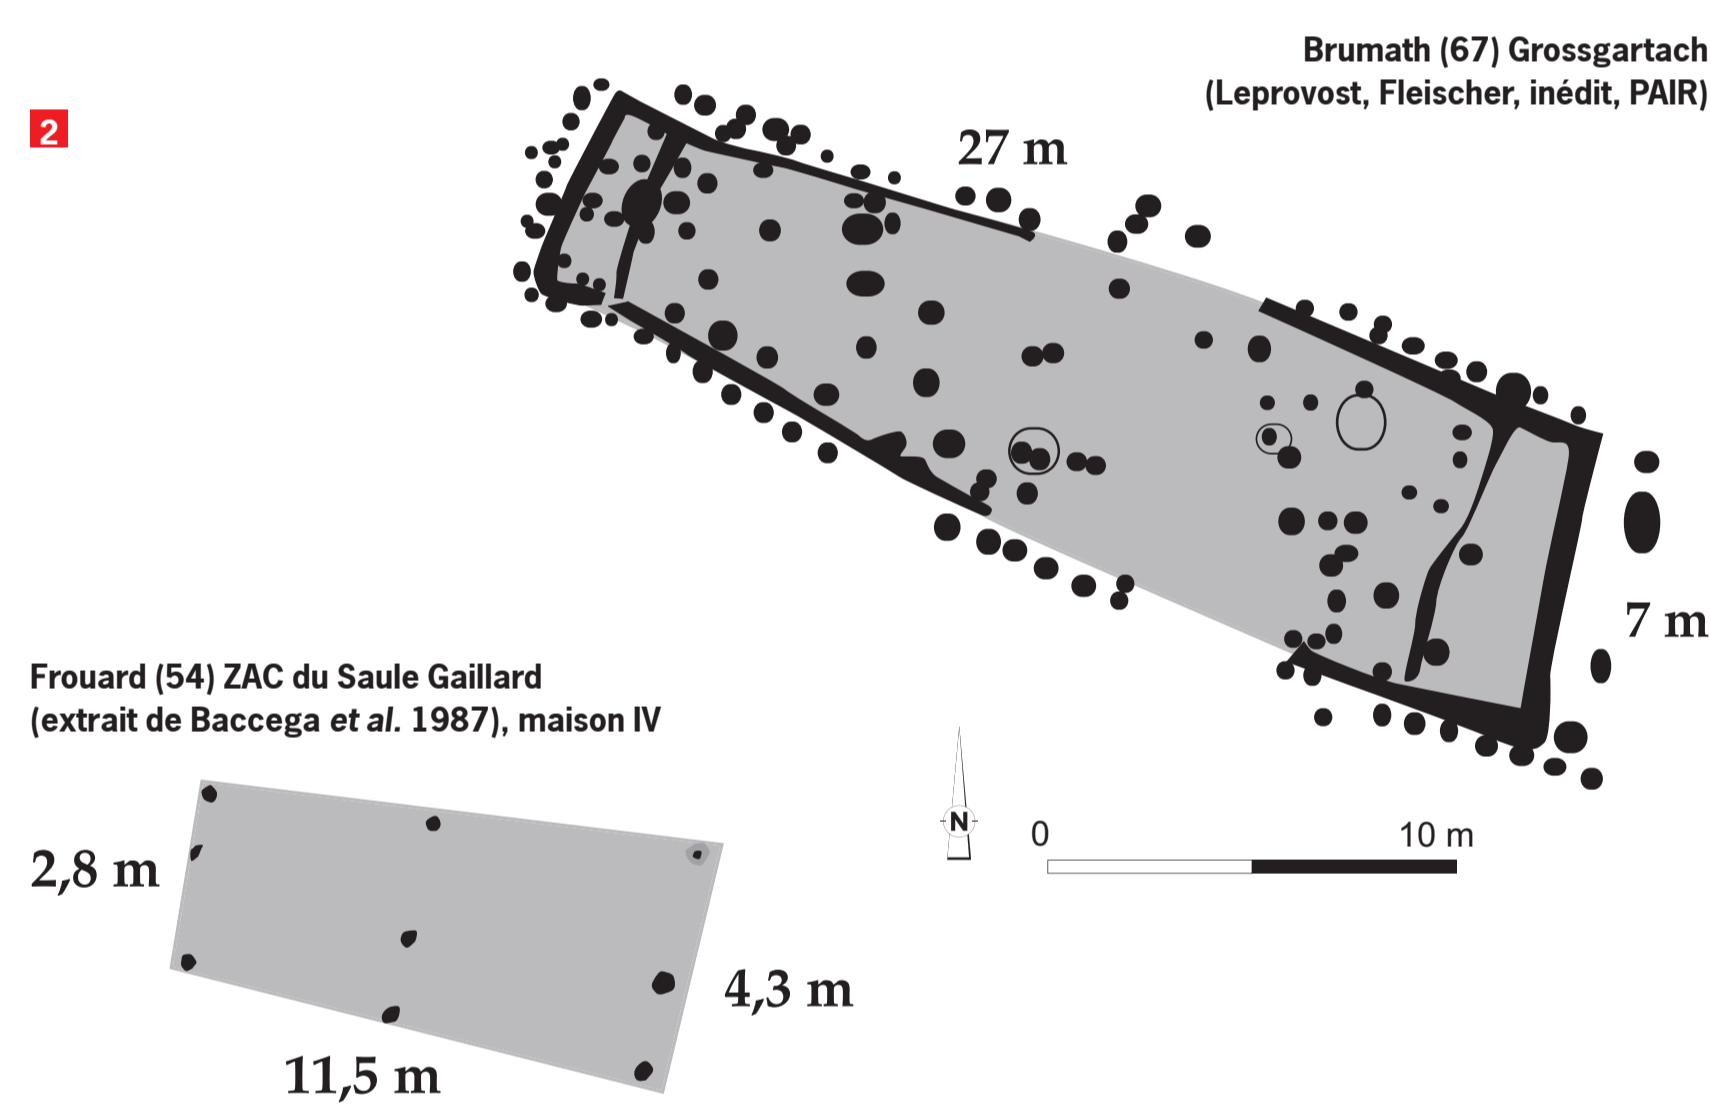 2
Brumath (67) Grossgartach
(Leprovost, Fleischer, inédit, PAIR)
27 m
7 m
Frouard (54) ZAC du Saule Gaillard
(extrait de Baccega et al. 1987), maison IV
2,8 m
4,3 m
11,5 m
N
0 10 m